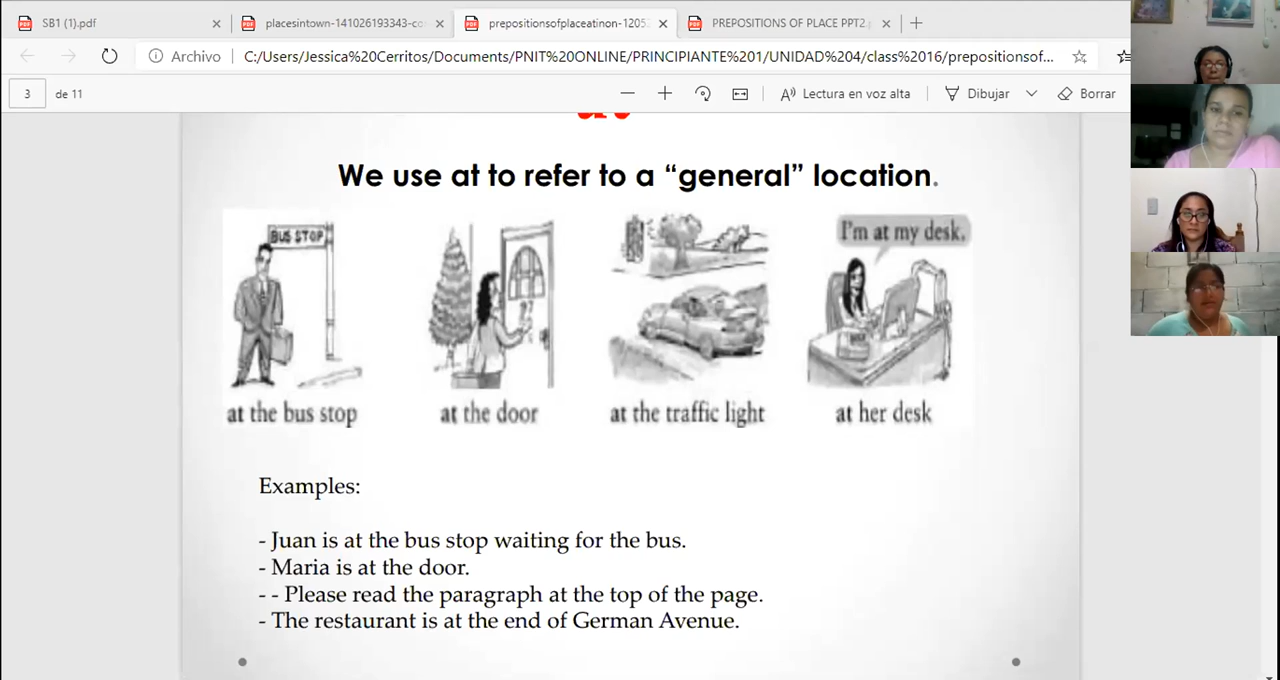 SB1 (1).pdf
placesintown-141026193343-co
prepositionsofplaceatinon-1205
PREPOSITIONS OF PLACE PPT2.
Archivo
C:/Users/Jessica%20Cerritos/Documents/PNIT%20ONLINE/PRINCIPIANTE%201/UNIDAD%204/class%2016/prepositionsof...
3 de 11
Lectura en voz alta
Dibujar
Borrar
We use at to refer to a “general” location.
BUS STOP
I'm at my desk.
at the bus stop
at the door
at the traffic light
at her desk
Examples:
- Juan is at the bus stop waiting for the bus.
- Maria is at the door.
- - Please read the paragraph at the top of the page.
- The restaurant is at the end of German Avenue.